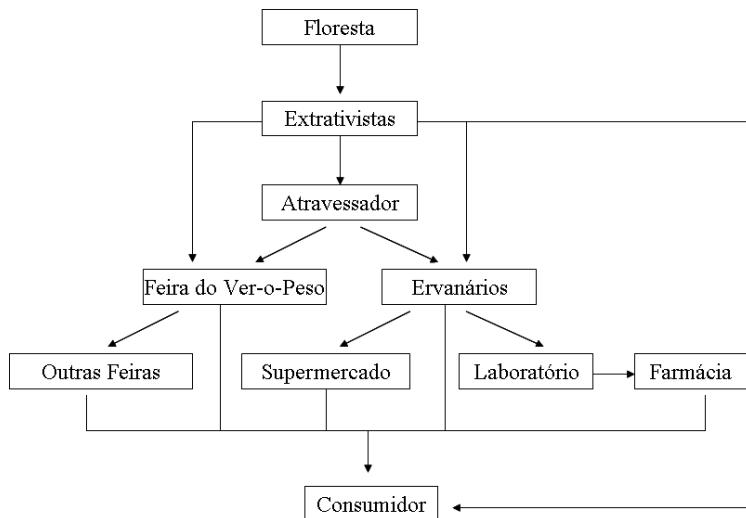 Floresta
Extrativistas
Atravessador
Feira do Ver-o-Peso
Ervanários
Outras Feiras
Supermercado
Laboratório
Farmácia
Consumidor